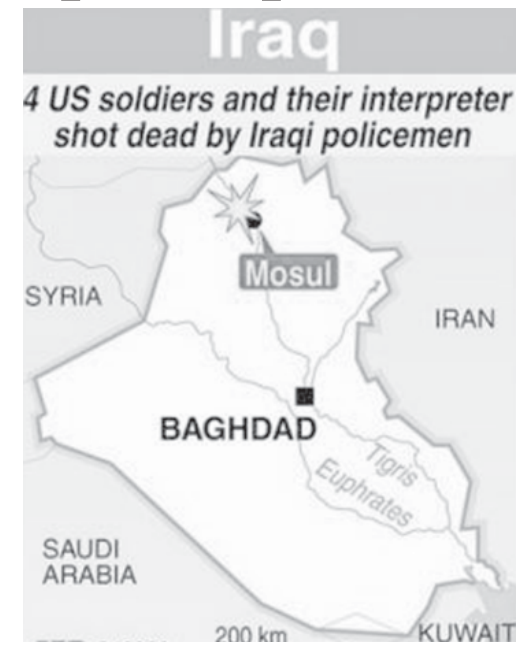 Iraq
4 US soldiers and their interpreter
shot dead by Iraqi policemen
Mosul
SYRIA
IRAN
BAGHDAD
Tigris
Euphrates
SAUDI
ARABIA
200 km
KUWAIT